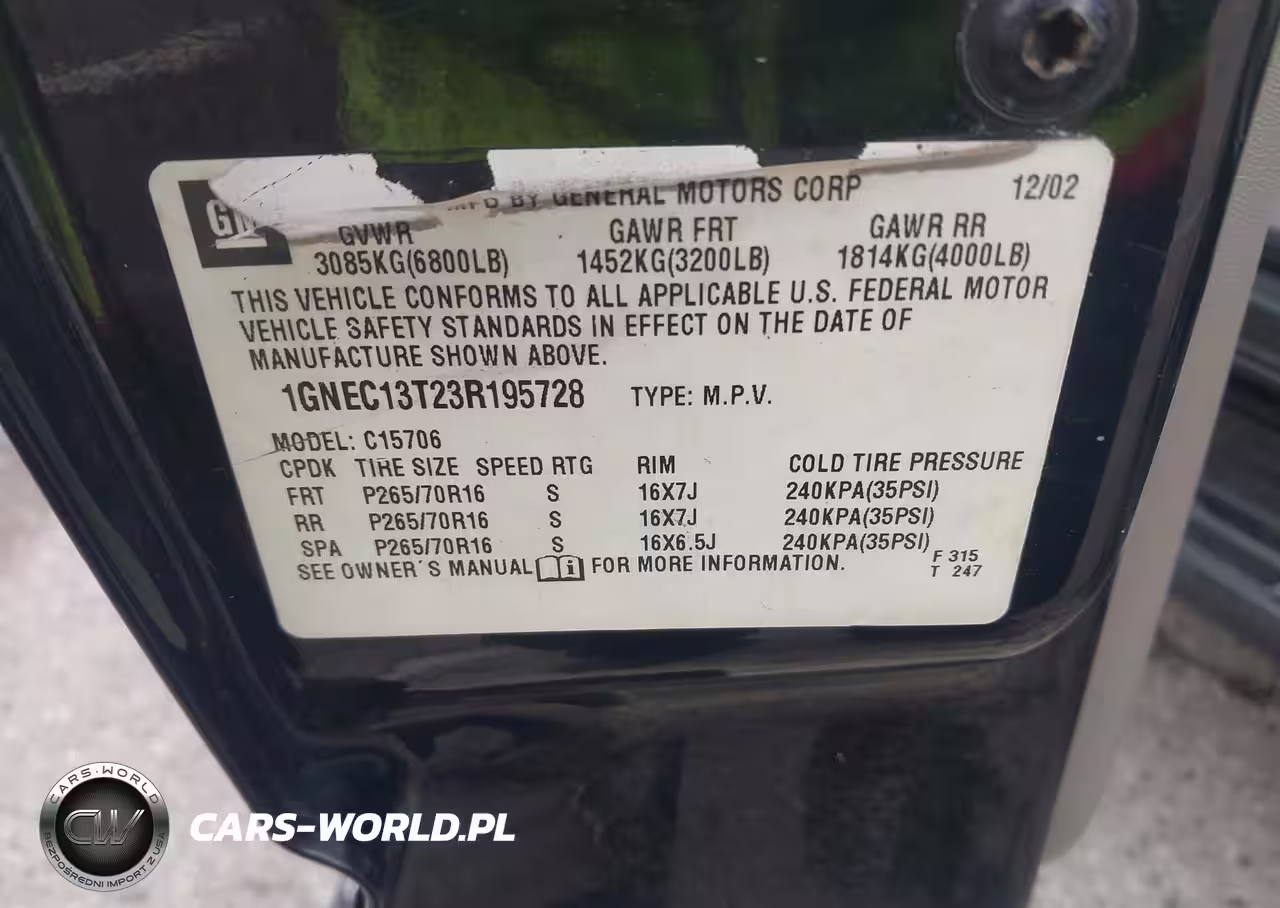 GM
MFD BY GENERAL MOTORS CORP 12/02
GVWR GAWR FRT GAWR RR
3085KG(6800LB) 1452KG(3200LB) 1814KG(4000LB)
THIS VEHICLE CONFORMS TO ALL APPLICABLE U.S. FEDERAL MOTOR
VEHICLE SAFETY STANDARDS IN EFFECT ON THE DATE OF
MANUFACTURE SHOWN ABOVE.
1GNEC13T23R195728 TYPE: M.P.V.
MODEL: C15706
CPDK TIRE SIZE SPEED RTG RIM COLD TIRE PRESSURE
FRT P265/70R16 S 16X7J 240KPA(35PSI)
RR P265/70R16 S 16X7J 240KPA(35PSI)
SPA P265/70R16 S 16X6.5J 240KPA(35PSI)
SEE OWNER'S MANUAL i FOR MORE INFORMATION.
F 315
T 247
CARS-WORLD
CW
BEZPOŚREDNI IMPORT Z USA
CARS-WORLD.PL